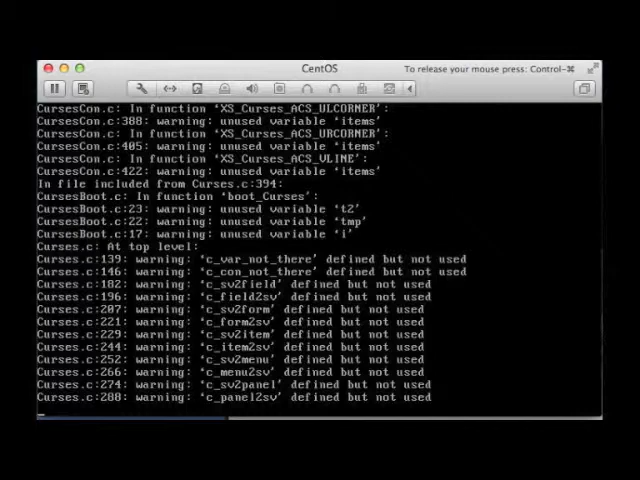 CentOS
To release your mouse press: Control-⌘
CursesCon.c: In function ‘XS_Curses_ACS_ULCORNER’:
CursesCon.c:388: warning: unused variable ‘items’
CursesCon.c: In function ‘XS_Curses_ACS_URCORNER’:
CursesCon.c:405: warning: unused variable ‘items’
CursesCon.c: In function ‘XS_Curses_ACS_VLINE’:
CursesCon.c:422: warning: unused variable ‘items’
In file included from Curses.c:394:
CursesBoot.c: In function ‘boot_Curses’:
CursesBoot.c:23: warning: unused variable ‘t2’
CursesBoot.c:22: warning: unused variable ‘tmp’
CursesBoot.c:17: warning: unused variable ‘i’
Curses.c: At top level:
Curses.c:139: warning: ‘c_var_not_there’ defined but not used
Curses.c:146: warning: ‘c_con_not_there’ defined but not used
Curses.c:182: warning: ‘c_sv2field’ defined but not used
Curses.c:196: warning: ‘c_field2sv’ defined but not used
Curses.c:207: warning: ‘c_sv2form’ defined but not used
Curses.c:221: warning: ‘c_form2sv’ defined but not used
Curses.c:229: warning: ‘c_sv2item’ defined but not used
Curses.c:244: warning: ‘c_item2sv’ defined but not used
Curses.c:252: warning: ‘c_sv2menu’ defined but not used
Curses.c:266: warning: ‘c_menu2sv’ defined but not used
Curses.c:274: warning: ‘c_sv2panel’ defined but not used
Curses.c:288: warning: ‘c_panel2sv’ defined but not used